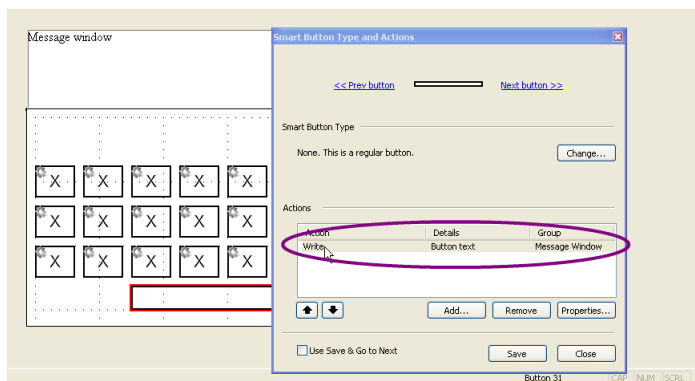 Message window
Smart Button Type and Actions
<< Prev button Next button >>
Smart Button Type
None. This is a regular button. Change...
X X X X X
Actions
X X X X X
Action Details Group
Write Button text Message Window
X X X X X
Add... Remove Properties...
Use Save & Go to Next Save Close
Button 31 CAP NUM SCRL